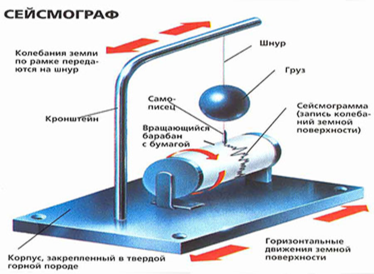 СЕЙСМОГРАФ
Колебания земли
по рамке переда-
ются на шнур
Шнур
Груз
Кронштейн
Само-
писец
Сейсмограмма
(запись колеба-
ний земной
поверхности)
Вращающийся
барабан
с бумагой
Корпус, закрепленный в твердой
горной породе
Горизонтальные
движения земной
поверхности